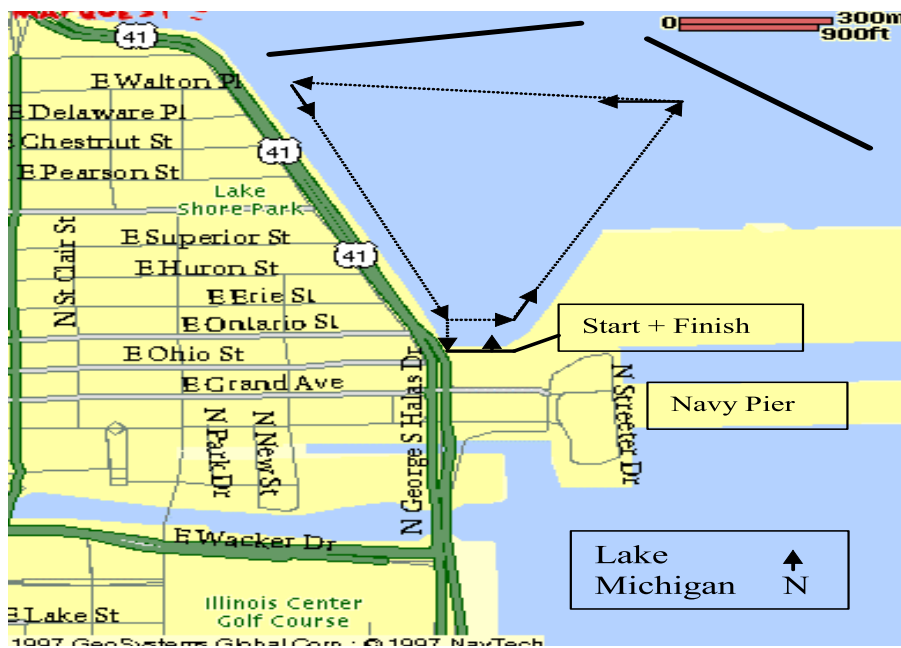 41
0 300m
900ft
E Walton Pl
E Delaware Pl
E Chestnut St
41
E Pearson St
Lake
Shore Park
N St Clair St
E Superior St
41
E Huron St
E Erie St
E Ontario St
Start + Finish
E Ohio St
E Grand Ave
N George S Halas Dr
N Streeter Dr
Navy Pier
N Park Dr
N New St
E Wacker Dr
Lake
Michigan N
Illinois Center
Golf Course
E Lake St
1997 GeoSystems Global Corp.; © 1997 NavTech